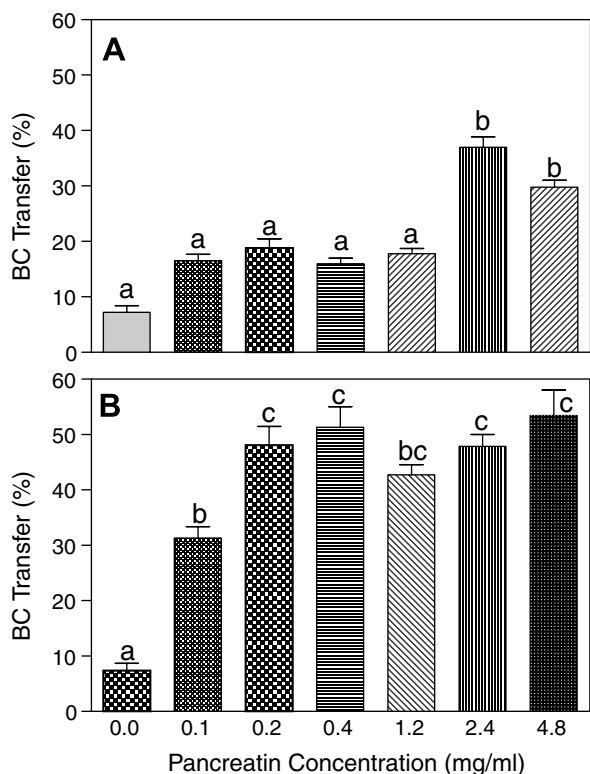 60
A
50
40
30
20
10
0
BC Transfer (%)
a
a
a
a
a
b
b
60
B
50
40
30
20
10
0
BC Transfer (%)
a
b
c
c
bc
c
c
0.0 0.1 0.2 0.4 1.2 2.4 4.8
Pancreatin Concentration (mg/ml)